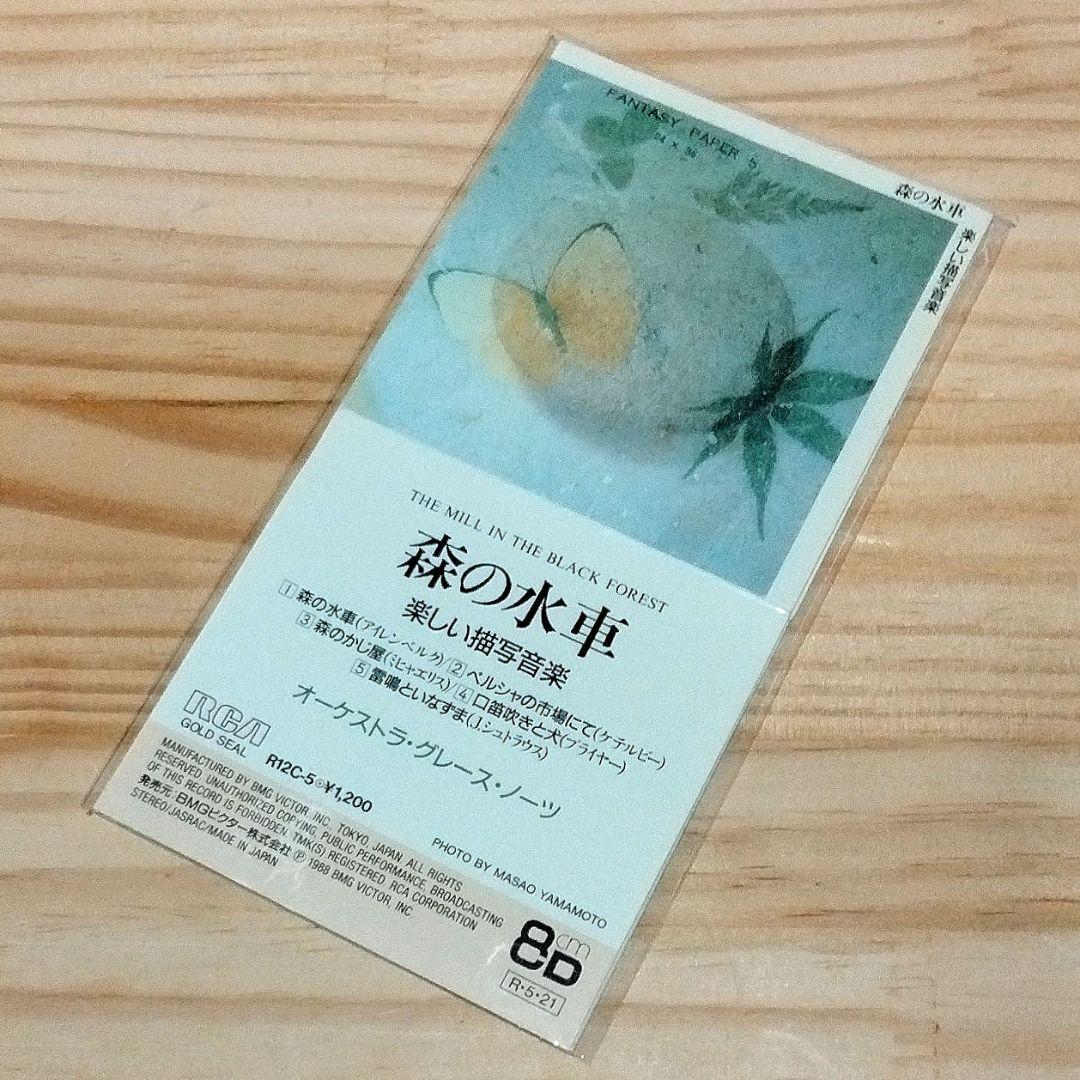 FANTASY PAPER 5
24 × 36
森の水車
楽しい描写音楽
THE MILL IN THE BLACK FOREST
森の水車
楽しい描写音楽
1 森の水車(アイレンベルク)/2 ペルシャの市場にて(ケテルビー)
3 森のかじ屋(ミヒャエリス)/4 口笛吹きと犬(プライヤー)
5 雷鳴といなずま(J.シュトラウス)
オーケストラ・グレース・ノーツ
RCA
GOLD SEAL
R12C-5 ¥1,200
PHOTO BY MASAO YAMAMOTO
MANUFACTURED BY BMG VICTOR, INC. TOKYO, JAPAN. ALL RIGHTS
RESERVED. UNAUTHORIZED COPYING, PUBLIC PERFORMANCE, BROADCASTING
OF THIS RECORD IS FORBIDDEN. TMK(S) REGISTERED. RCA CORPORATION
発売元:BMGビクター株式会社 Ⓟ 1988 BMG VICTOR, INC
STEREO/JASRAC/MADE IN JAPAN
8cm
CD
R・5・21